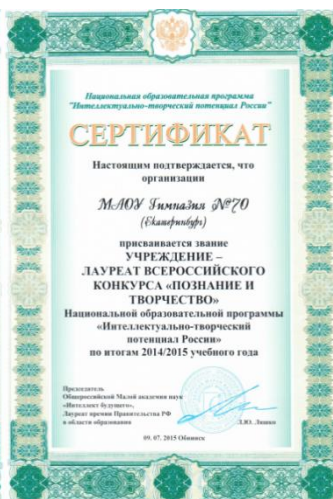 Национальная образовательная программа
"Интеллектуально-творческий потенциал России"
СЕРТИФИКАТ
Настоящим подтверждается, что
организации
МАОУ Гимназия №70
(Екатеринбург)
присваивается звание
УЧРЕЖДЕНИЕ –
ЛАУРЕАТ ВСЕРОССИЙСКОГО
КОНКУРСА «ПОЗНАНИЕ И
ТВОРЧЕСТВО»
Национальной образовательной программы
«Интеллектуально-творческий
потенциал России»
по итогам 2014/2015 учебного года
Председатель
Общероссийской Малой академии наук
«Интеллект будущего»,
Лауреат премии Правительства РФ
в области образования
Л.Ю. Ляшко
09. 07. 2015 Обнинск